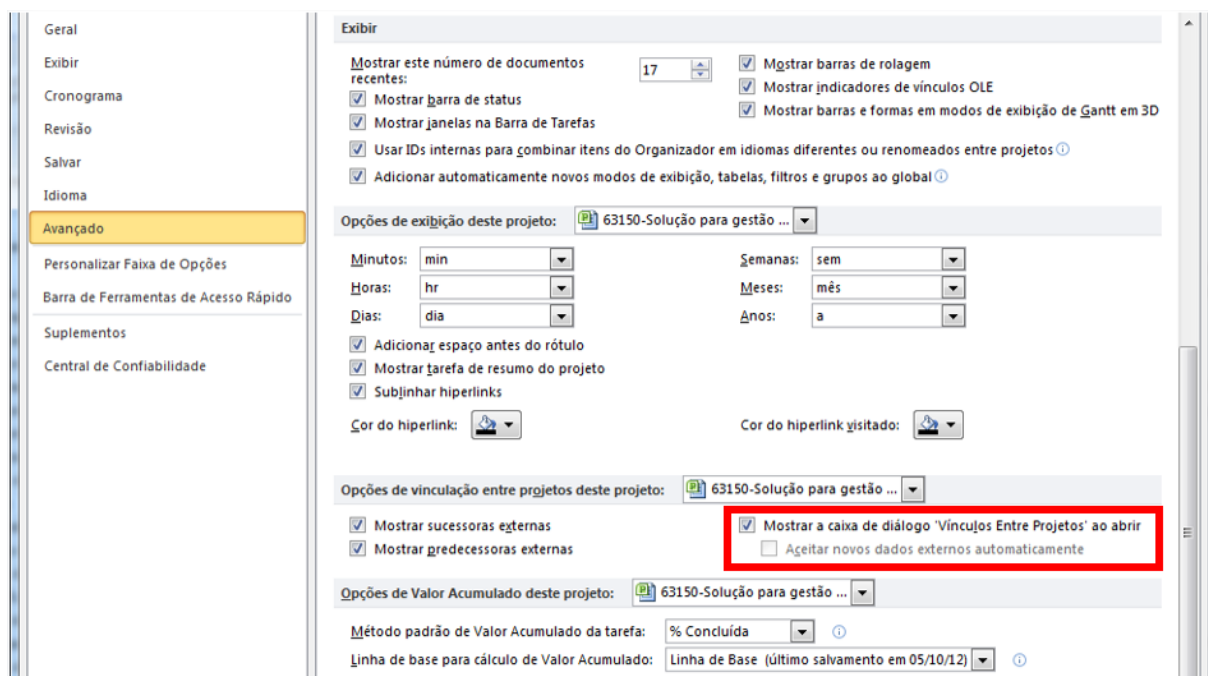 Geral
Exibir
Cronograma
Revisão
Salvar
Idioma
Avançado
Personalizar Faixa de Opções
Barra de Ferramentas de Acesso Rápido
Suplementos
Central de Confiabilidade
Exibir
Mostrar este número de documentos
recentes:
17
Mostrar barra de status
Mostrar janelas na Barra de Tarefas
Mostrar barras de rolagem
Mostrar indicadores de vínculos OLE
Mostrar barras e formas em modos de exibição de Gantt em 3D
Usar IDs internas para combinar itens do Organizador em idiomas diferentes ou renomeados entre projetos
Adicionar automaticamente novos modos de exibição, tabelas, filtros e grupos ao global
Opções de exibição deste projeto: 63150-Solução para gestão ...
Minutos: min Semanas: sem
Horas: hr Meses: mês
Dias: dia Anos: a
Adicionar espaço antes do rótulo
Mostrar tarefa de resumo do projeto
Sublinhar hiperlinks
Cor do hiperlink: Cor do hiperlink visitado:
Opções de vinculação entre projetos deste projeto: 63150-Solução para gestão ...
Mostrar sucessoras externas
Mostrar predecessoras externas
Mostrar a caixa de diálogo 'Vínculos Entre Projetos' ao abrir
Aceitar novos dados externos automaticamente
Opções de Valor Acumulado deste projeto: 63150-Solução para gestão ...
Método padrão de Valor Acumulado da tarefa: % Concluída
Linha de base para cálculo de Valor Acumulado: Linha de Base (último salvamento em 05/10/12)